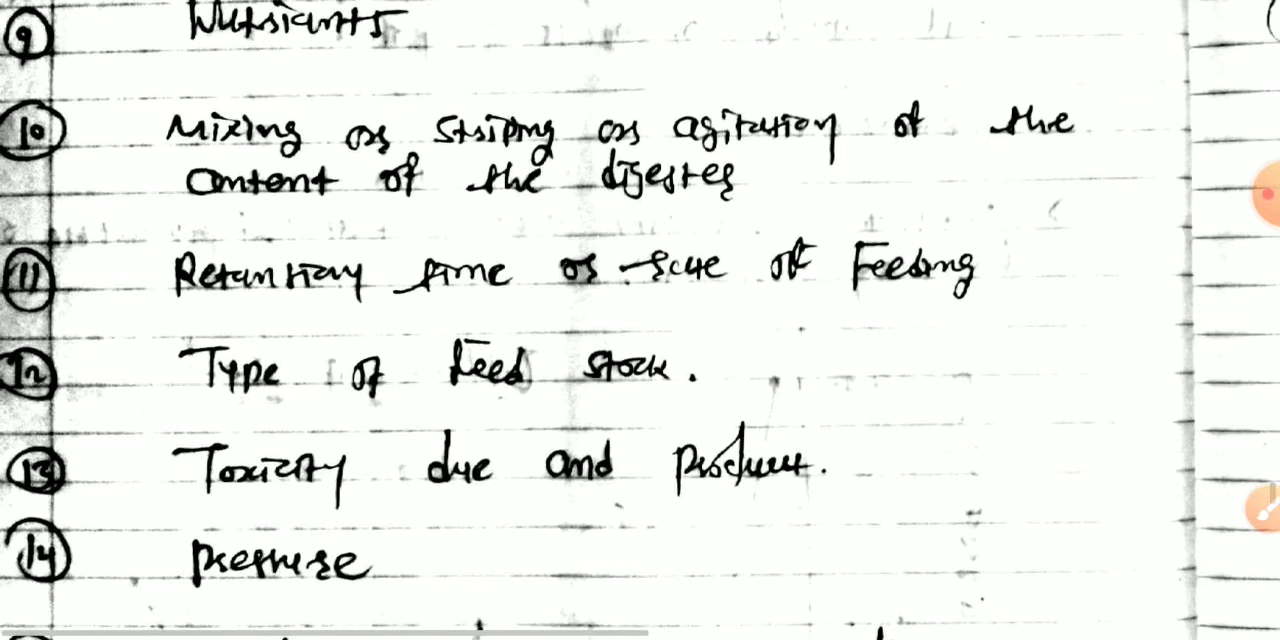 9 Nutrients
10 Mixing or Stirring or agitation of the
Content of the digester
11 Retention time or rate of Feeding
12 Type of feed stock.
13 Toxicity due and product.
14 pressure